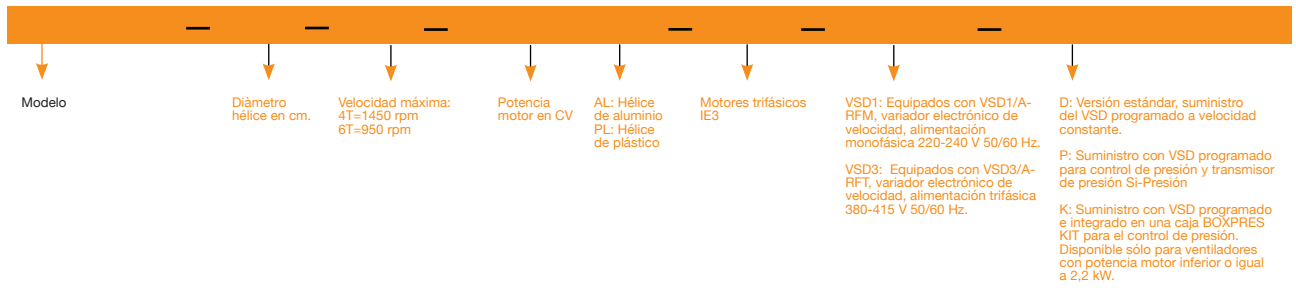 Modelo
Diàmetro
hélice en cm.
Velocidad máxima:
4T=1450 rpm
6T=950 rpm
Potencia
motor en CV
AL: Hélice
de aluminio
PL: Hélice
de plástico
Motores trifásicos
IE3
VSD1: Equipados con VSD1/A-
RFM, variador electrónico de
velocidad, alimentación
monofásica 220-240 V 50/60 Hz.
VSD3: Equipados con VSD3/A-
RFT, variador electrónico de
velocidad, alimentación trifásica
380-415 V 50/60 Hz.
D: Versión estándar, suministro
del VSD programado a velocidad
constante.
P: Suministro con VSD programado
para control de presión y transmisor
de presión Si-Presión
K: Suministro con VSD programado
e integrado en una caja BOXPRES
KIT para el control de presión.
Disponible sólo para ventiladores
con potencia motor inferior o igual
a 2,2 kW.